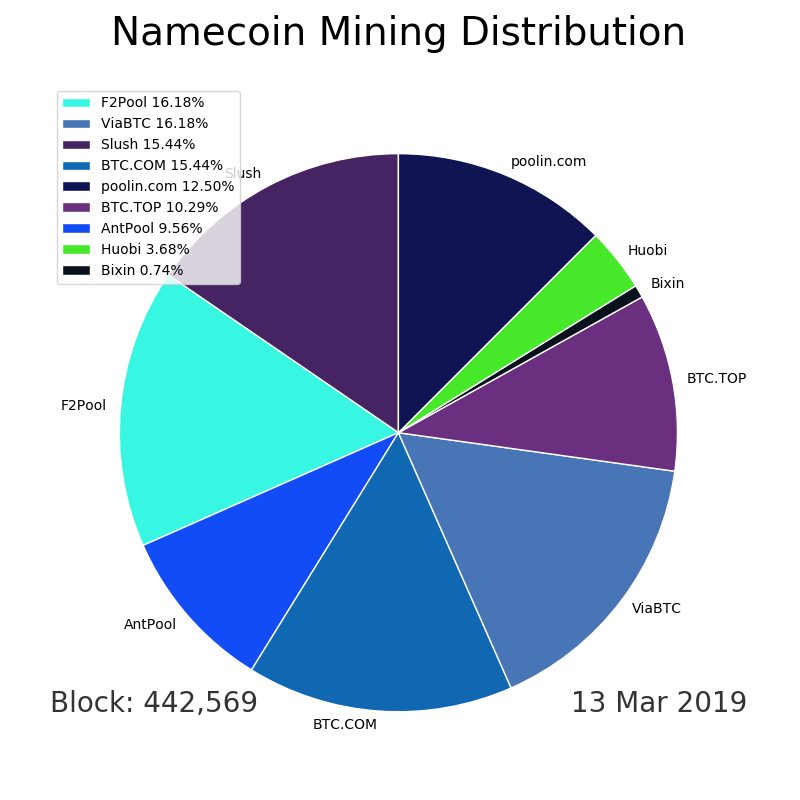 Namecoin Mining Distribution
F2Pool 16.18%
ViaBTC 16.18%
Slush 15.44%
BTC.COM 15.44%
poolin.com 12.50%
BTC.TOP 10.29%
AntPool 9.56%
Huobi 3.68%
Bixin 0.74%
poolin.com
Slush
Huobi
Bixin
BTC.TOP
F2Pool
ViaBTC
AntPool
BTC.COM
Block: 442,569
13 Mar 2019